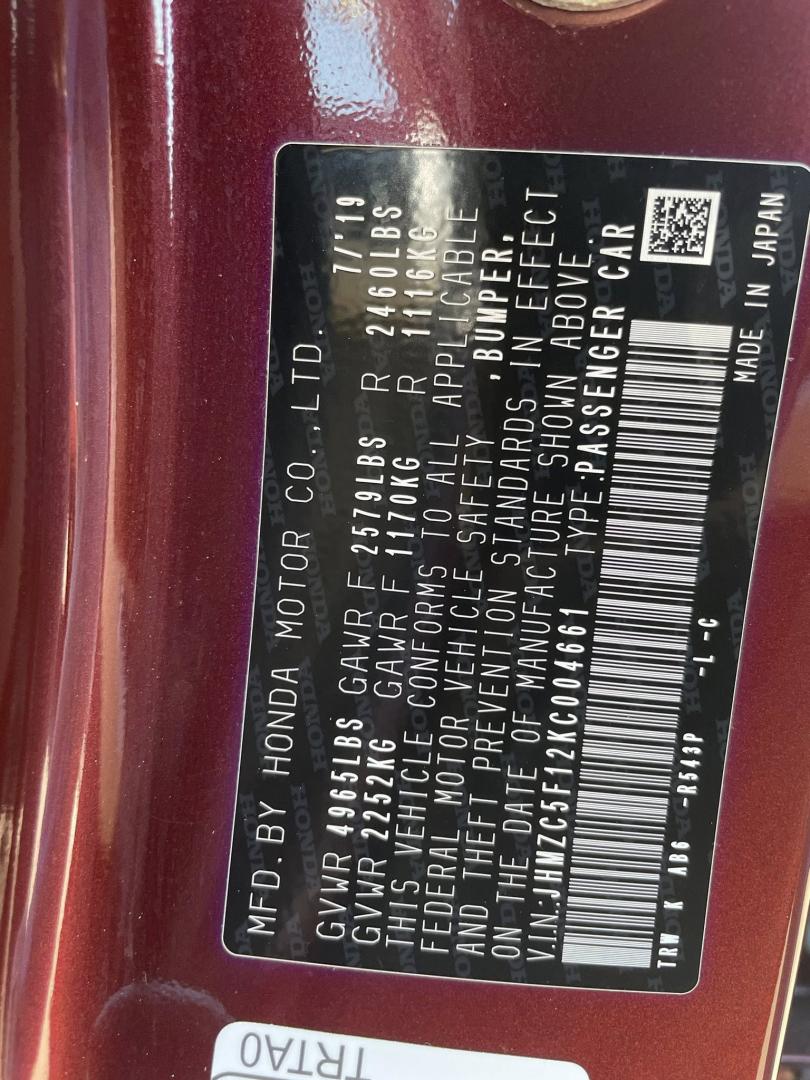 MFD.BY HONDA MOTOR CO.,LTD. 7/'19
GVWR 4965LBS GAWR F 2579LBS R 2460LBS
GVWR 2252KG GAWR F 1170KG R 1116KG
THIS VEHICLE CONFORMS TO ALL APPLICABLE
FEDERAL MOTOR VEHICLE SAFETY ,BUMPER,
AND THEFT PREVENTION STANDARDS IN EFFECT
ON THE DATE OF MANUFACTURE SHOWN ABOVE.
V.I.N:JHMZC5F12KC004661 TYPE:PASSENGER CAR
TRW K AB6 -R543P -L -C MADE IN JAPAN
TRTA0